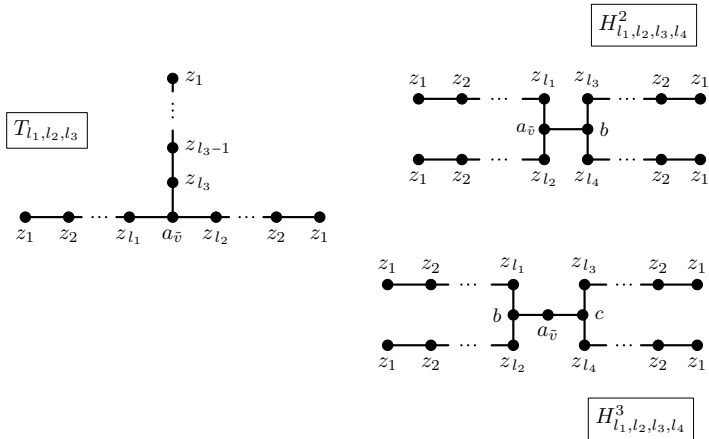 T_{l_1,l_2,l_3}
z_1
⋮
z_{l_3-1}
z_{l_3}
··· ···
z_1 z_2 z_{l_1} a_{\tilde{v}} z_{l_2} z_2 z_1
H^2_{l_1,l_2,l_3,l_4}
z_1 z_2 z_{l_1} z_{l_3} z_2 z_1
··· ···
a_{\tilde{v}} b
··· ···
z_1 z_2 z_{l_2} z_{l_4} z_2 z_1
z_1 z_2 z_{l_1} z_{l_3} z_2 z_1
··· ···
b a_{\tilde{v}} c
··· ···
z_1 z_2 z_{l_2} z_{l_4} z_2 z_1
H^3_{l_1,l_2,l_3,l_4}